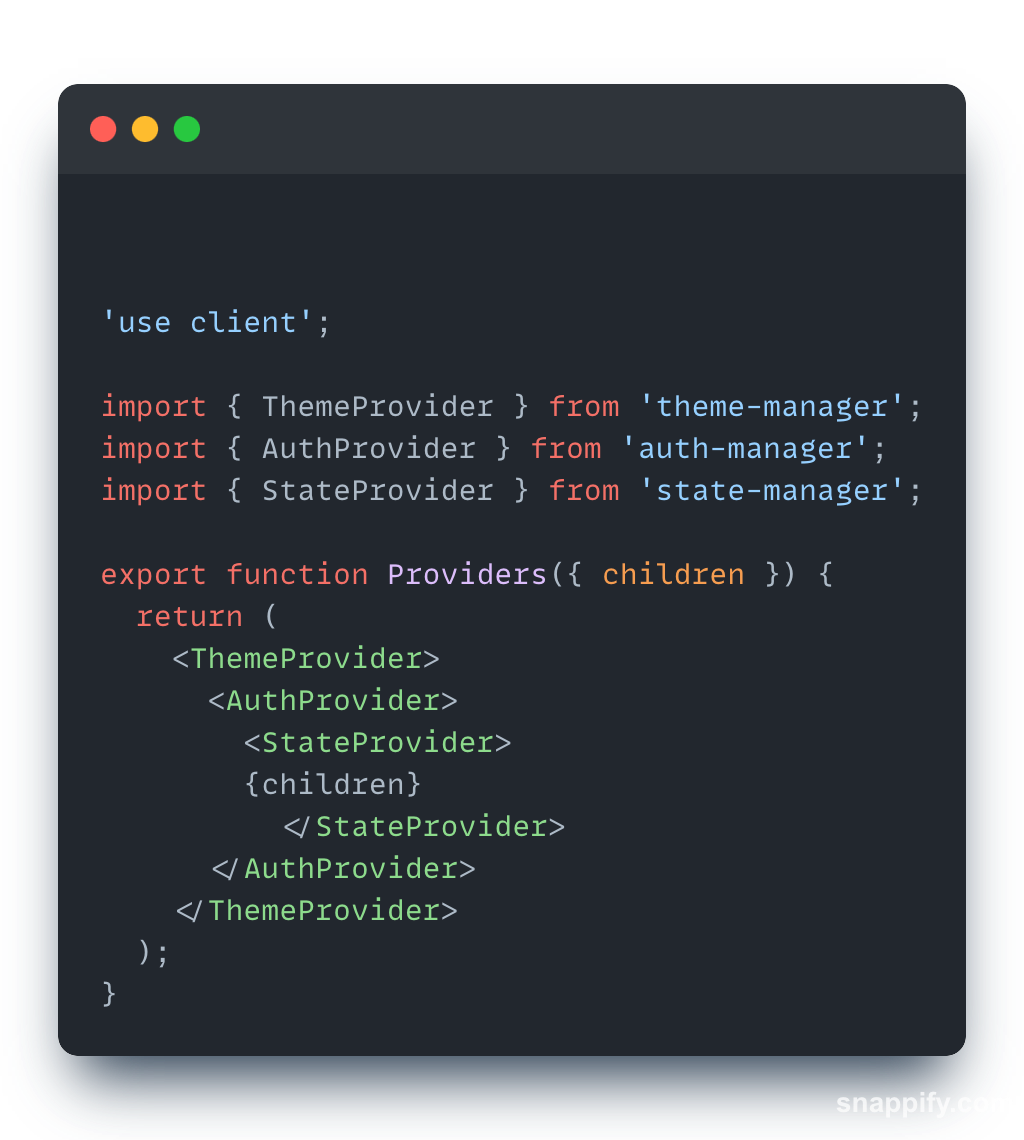 'use client';
import { ThemeProvider } from 'theme-manager';
import { AuthProvider } from 'auth-manager';
import { StateProvider } from 'state-manager';
export function Providers({ children }) {
  return (
    <ThemeProvider>
      <AuthProvider>
        <StateProvider>
        {children}
          </StateProvider>
      </AuthProvider>
    </ThemeProvider>
  );
}
snappify.com